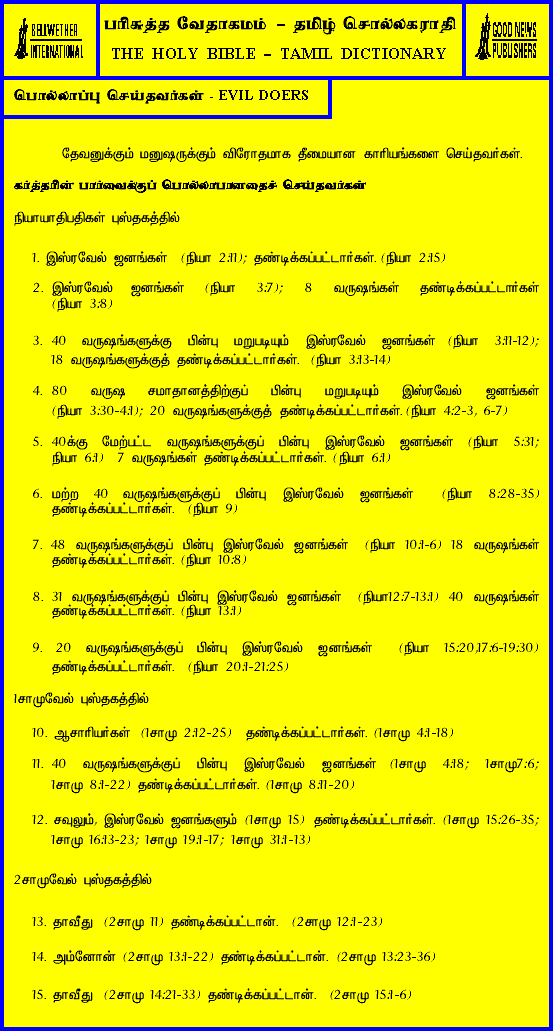 BELLWETHER
INTERNATIONAL
பரிசுத்த வேதாகமம் – தமிழ் சொல்லகராதி
THE HOLY BIBLE – TAMIL DICTIONARY
GOOD NEWS
PUBLISHERS
பொல்லாப்பு செய்தவர்கள் - EVIL DOERS
தேவனுக்கும் மனுஷருக்கும் விரோதமாக தீமையான காரியங்களை செய்தவர்கள்.
கர்த்தரின் பார்வைக்குப் பொல்லாபானதைச் செய்தவர்கள்
நியாயாதிபதிகள் புஸ்தகத்தில்
1. இஸ்ரவேல் ஜனங்கள் (நியா 2:11); தண்டிக்கப்பட்டார்கள். (நியா 2:15)
2. இஸ்ரவேல் ஜனங்கள் (நியா 3:7); 8 வருஷங்கள் தண்டிக்கப்பட்டார்கள்
(நியா 3:8)
3. 40 வருஷங்களுக்கு பின்பு மறுபடியும் இஸ்ரவேல் ஜனங்கள் (நியா 3:11-12);
18 வருஷங்களுக்குத் தண்டிக்கப்பட்டார்கள். (நியா 3:13-14)
4. 80 வருஷ சமாதானத்திற்குப் பின்பு மறுபடியும் இஸ்ரவேல் ஜனங்கள்
(நியா 3:30-4:1); 20 வருஷங்களுக்குத் தண்டிக்கப்பட்டார்கள். (நியா 4:2-3, 6-7)
5. 40க்கு மேற்பட்ட வருஷங்களுக்குப் பின்பு இஸ்ரவேல் ஜனங்கள் (நியா 5:31;
நியா 6:1) 7 வருஷங்கள் தண்டிக்கப்பட்டார்கள். (நியா 6:1)
6. மற்ற 40 வருஷங்களுக்குப் பின்பு இஸ்ரவேல் ஜனங்கள் (நியா 8:28-35)
தண்டிக்கப்பட்டார்கள். (நியா 9)
7. 48 வருஷங்களுக்குப் பின்பு இஸ்ரவேல் ஜனங்கள் (நியா 10:1-6) 18 வருஷங்கள்
தண்டிக்கப்பட்டார்கள். (நியா 10:8)
8. 31 வருஷங்களுக்குப் பின்பு இஸ்ரவேல் ஜனங்கள் (நியா12:7-13:1) 40 வருஷங்கள்
தண்டிக்கப்பட்டார்கள். (நியா 13:1)
9. 20 வருஷங்களுக்குப் பின்பு இஸ்ரவேல் ஜனங்கள் (நியா 15:20,17:6-19:30)
தண்டிக்கப்பட்டார்கள். (நியா 20:1-21:25)
1சாமுவேல் புஸ்தகத்தில்
10. ஆசாரியர்கள் (1சாமு 2:12-25) தண்டிக்கப்பட்டார்கள். (1சாமு 4:1-18)
11. 40 வருஷங்களுக்குப் பின்பு இஸ்ரவேல் ஜனங்கள் (1சாமு 4:18; 1சாமு7:6;
1சாமு 8:1-22) தண்டிக்கப்பட்டார்கள். (1சாமு 8:11-20)
12. சவுலும், இஸ்ரவேல் ஜனங்களும் (1சாமு 15) தண்டிக்கப்பட்டார்கள். (1சாமு 15:26-35;
1சாமு 16:13-23; 1சாமு 19:1-17; 1சாமு 31:1-13)
2சாமுவேல் புஸ்தகத்தில்
13. தாவீது (2சாமு 11) தண்டிக்கப்பட்டான். (2சாமு 12:1-23)
14. அம்னோன் (2சாமு 13:1-22) தண்டிக்கப்பட்டான். (2சாமு 13:23-36)
15. தாவீது (2சாமு 14:21-33) தண்டிக்கப்பட்டான். (2சாமு 15:1-6)